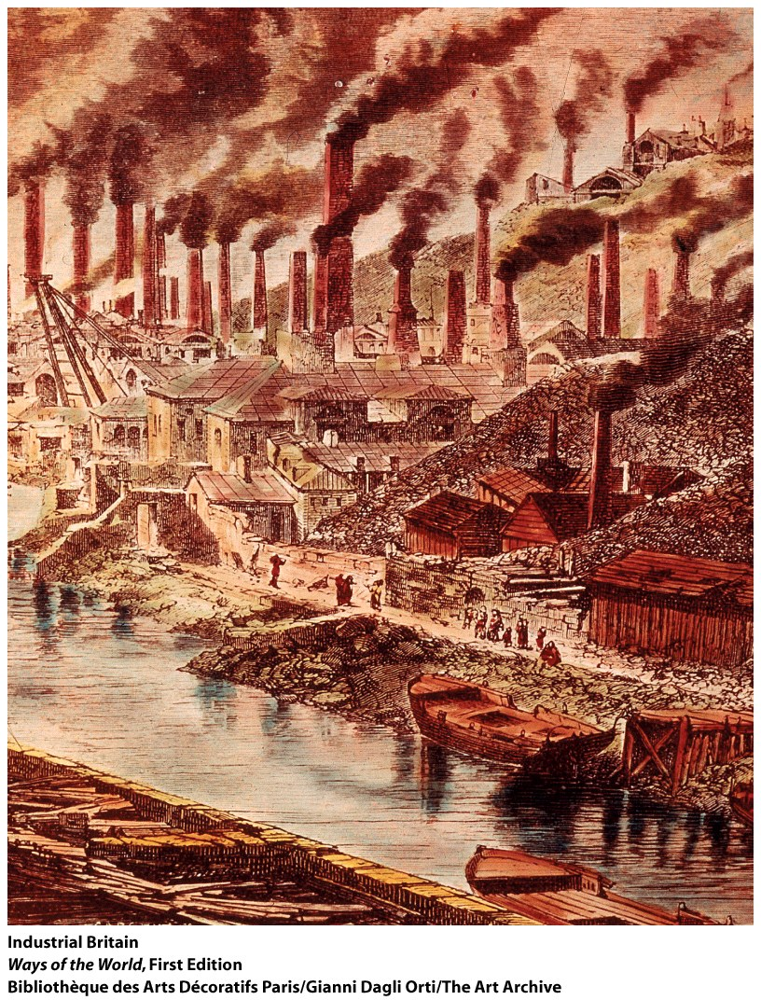 Industrial Britain
Ways of the World, First Edition
Bibliothèque des Arts Décoratifs Paris/Gianni Dagli Orti/The Art Archive